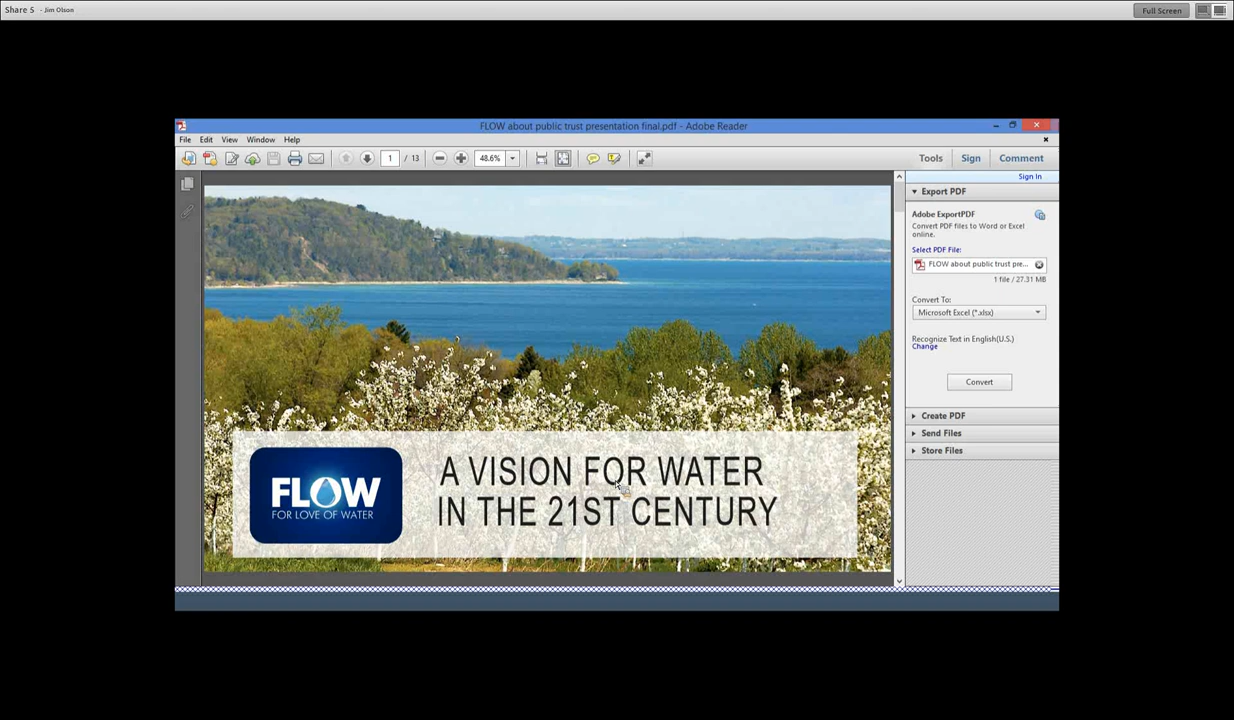 Share 5 - Jim Olson
Full Screen
FLOW about public trust presentation final.pdf - Adobe Reader
File Edit View Window Help
1 / 13
48.6%
Tools Sign Comment
Sign In
Export PDF
Adobe ExportPDF
Convert PDF files to Word or Excel
online.
Select PDF File:
FLOW about public trust pre...
1 file / 27.31 MB
Convert To:
Microsoft Excel (*.xlsx)
Recognize Text in English(U.S.)
Change
Convert
Create PDF
Send Files
Store Files
FLOW
FOR LOVE OF WATER
A VISION FOR WATER
IN THE 21ST CENTURY